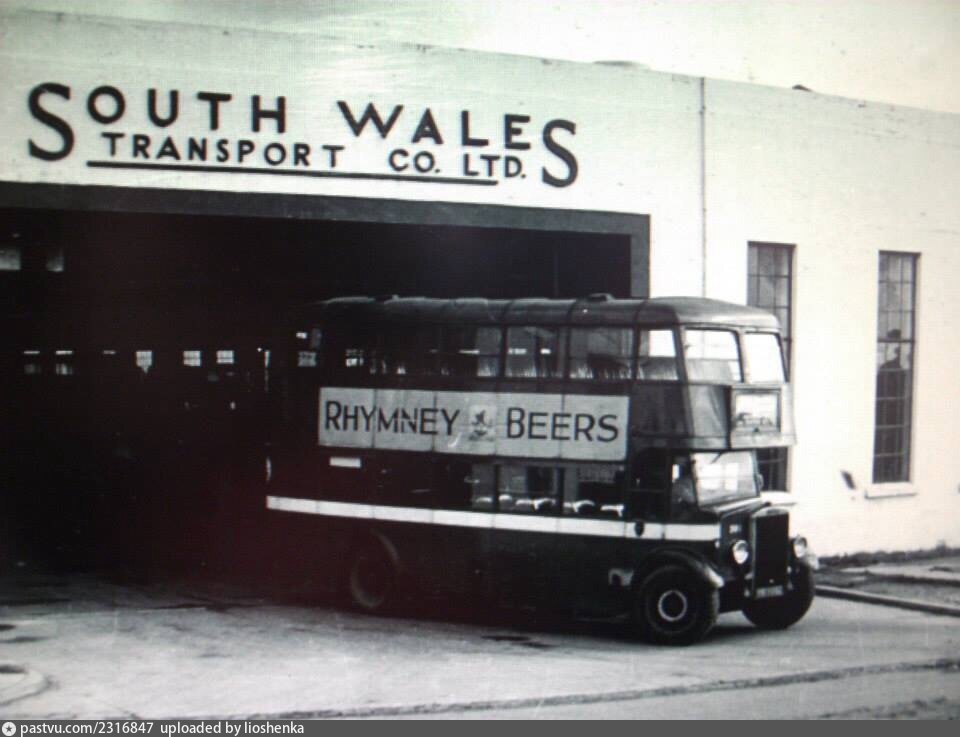 SOUTH WALES
TRANSPORT CO. LTD.
RHYMNEY BEERS
pastvu.com/2316847 uploaded by lioshenka